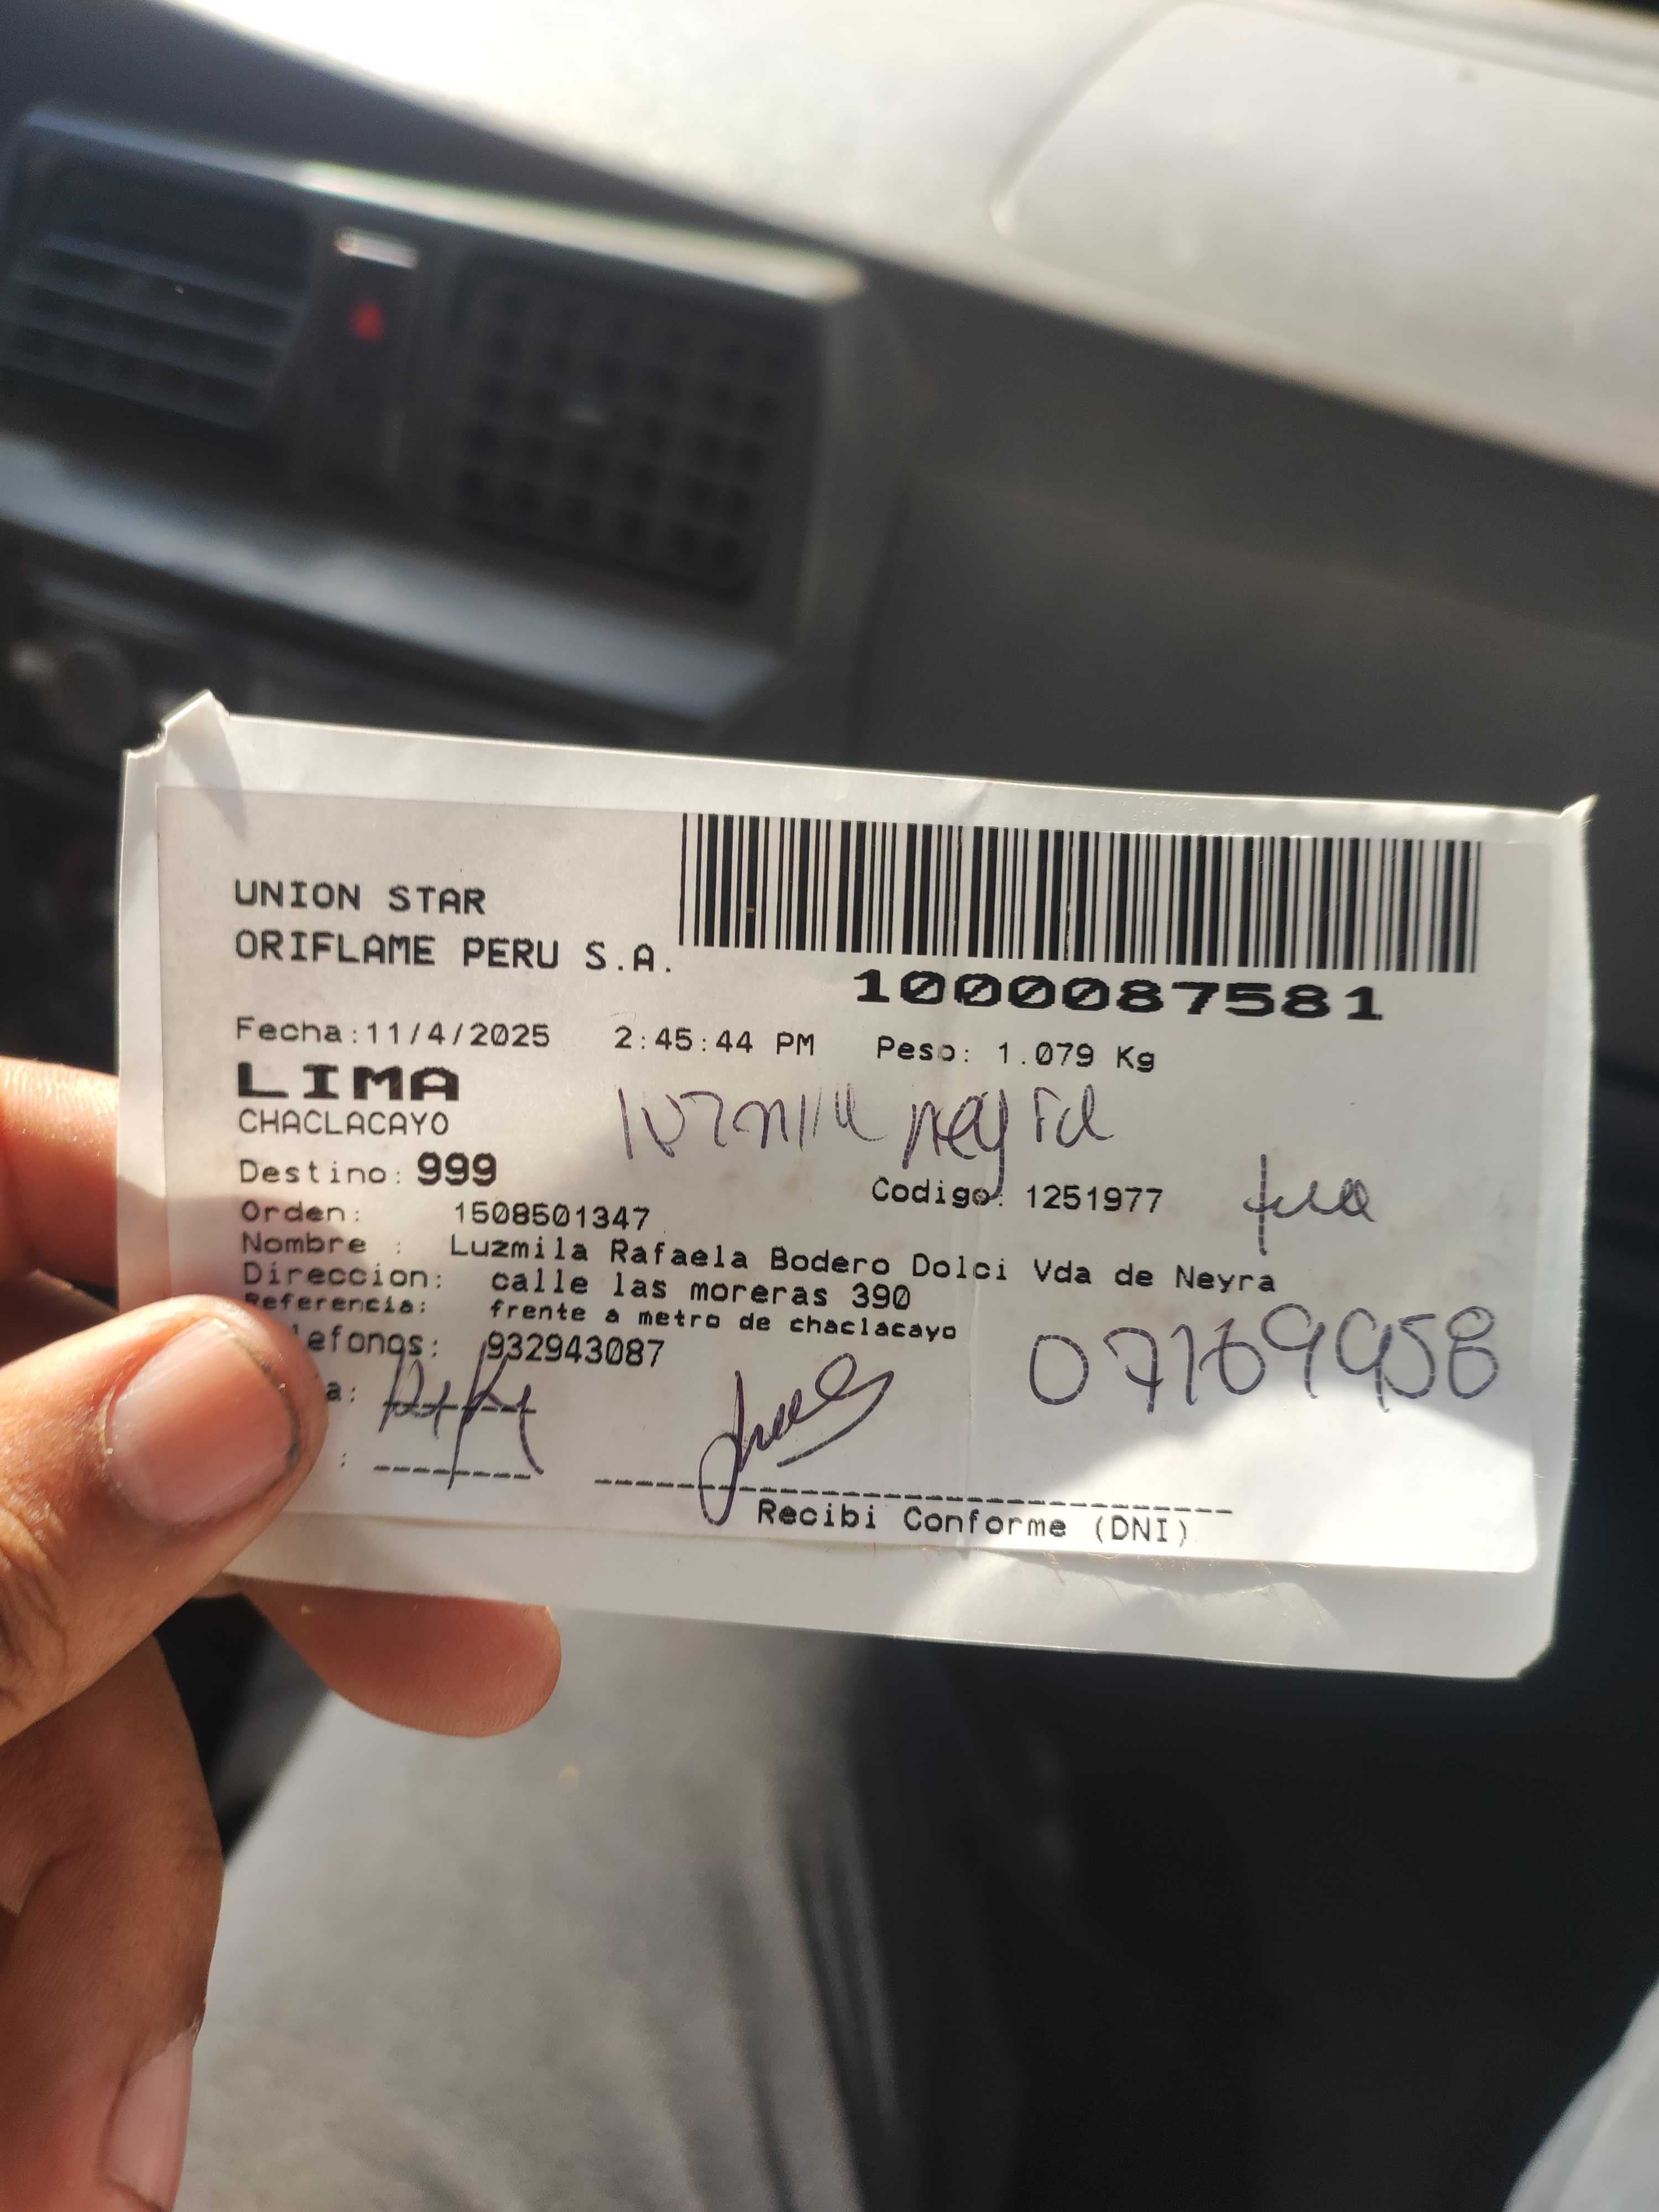 UNION STAR
ORIFLAME PERU S.A.
1000087581
Fecha:11/4/2025 2:45:44 PM Peso: 1.079 Kg
LIMA
CHACLACAYO
Destino: 999
Codigo: 1251977
Orden: 1508501347
Nombre : Luzmila Rafaela Bodero Dolci Vda de Neyra
Direccion: calle las moreras 390
Referencia: frente a metro de chaclacayo
efonos: 932943087
07169958
a:
:
Recibi Conforme (DNI)